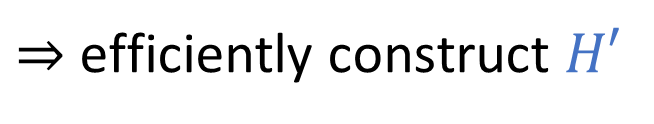 ⇒ efficiently construct H′